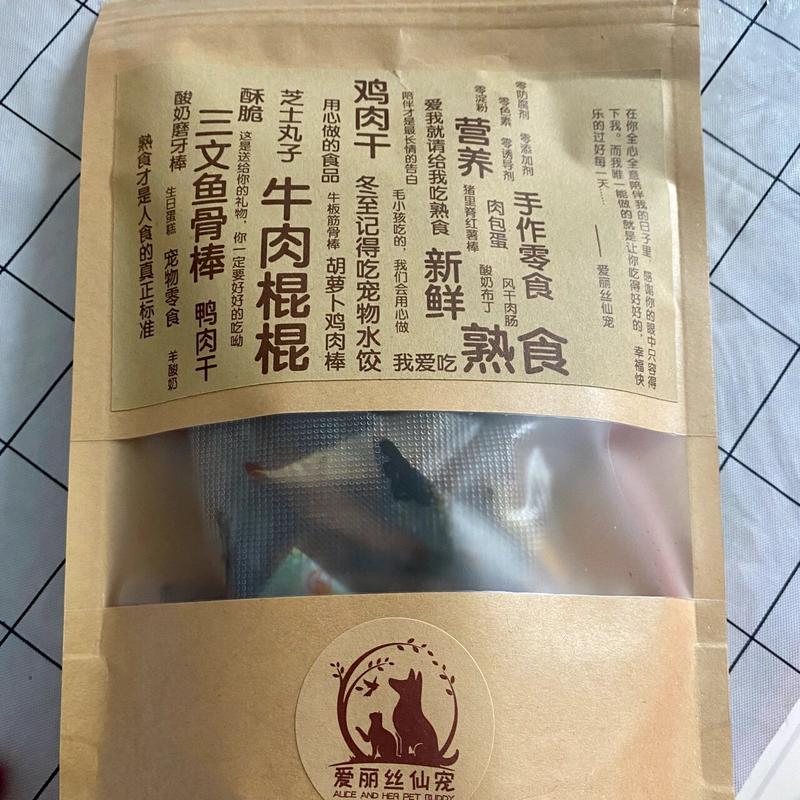 在你全心全意陪伴我的日子里，感谢你的眼中只容得
下我。而我唯一能做的就是让你吃得好好的，幸福快
乐的过好每一天……
——爱丽丝仙宠
零防腐剂 零添加剂
零色素 零诱导剂
零淀粉
手作零食
肉包蛋
风干肉肠
营养
猪里脊红薯棒
酸奶布丁
熟食
爱我就请给我吃熟食
新鲜
陪伴才是最长情的告白
毛小孩吃的，我们会用心做
我爱吃
鸡肉干
冬至记得吃宠物水饺
用心做的食品
牛板筋骨棒
胡萝卜鸡肉棒
芝士丸子
牛肉棍棍
酥脆
这是送给你的礼物，你一定要好好的吃呦
三文鱼骨棒
鸭肉干
酸奶磨牙棒
生日蛋糕
宠物零食
羊酸奶
熟食才是人食的真正标准
爱丽丝仙宠
ALICE AND HER PET BUDDY